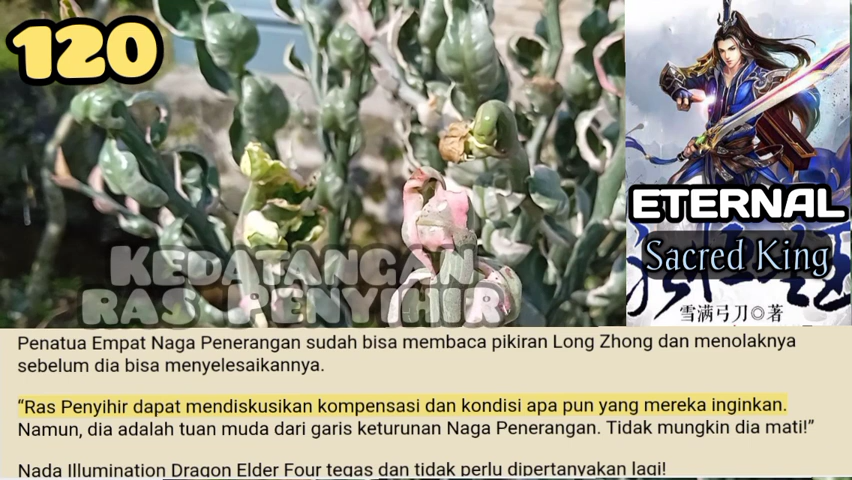 120
KEDATANGAN
RAS PENYIHIR
ETERNAL
Sacred King
雪满弓刀◎著
Penatua Empat Naga Penerangan sudah bisa membaca pikiran Long Zhong dan menolaknya
sebelum dia bisa menyelesaikannya.
“Ras Penyihir dapat mendiskusikan kompensasi dan kondisi apa pun yang mereka inginkan.
Namun, dia adalah tuan muda dari garis keturunan Naga Penerangan. Tidak mungkin dia mati!”
Nada Illumination Dragon Elder Four tegas dan tidak perlu dipertanyakan lagi!